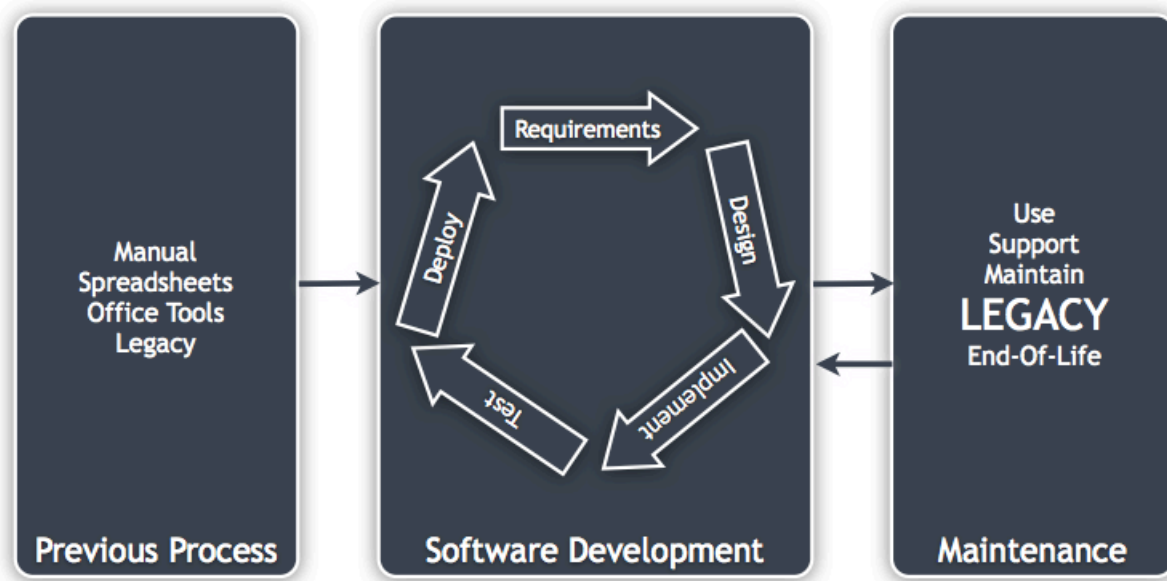 Manual
Spreadsheets
Office Tools
Legacy
Previous Process
Requirements
Design
Implement
Test
Deploy
Software Development
Use
Support
Maintain
LEGACY
End-Of-Life
Maintenance